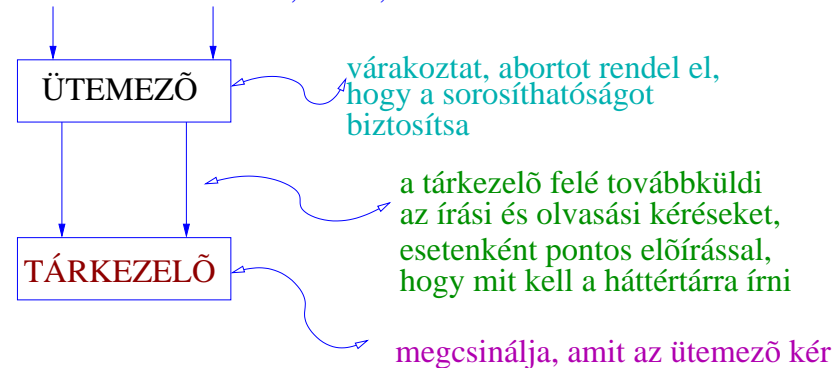 ÜTEMEZÕ
várakoztat, abortot rendel el,
hogy a sorosíthatóságot
biztosítsa
a tárkezelõ felé továbbküldi
az írási és olvasási kéréseket,
esetenként pontos elõírással,
hogy mit kell a háttértárra írni
TÁRKEZELÕ
megcsinálja, amit az ütemezõ kér